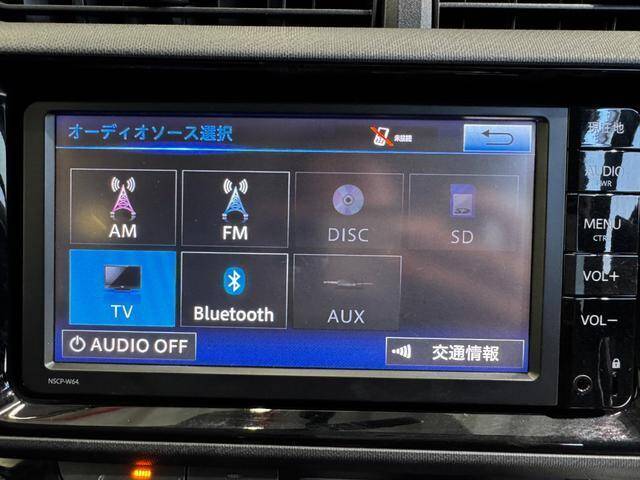 オーディオソース選択
未接続
AM
FM
DISC
SD
TV
Bluetooth
AUX
AUDIO OFF
交通情報
NSCP-W64
現在地
AUDIO
PWR
MENU
CTR
VOL+
VOL−